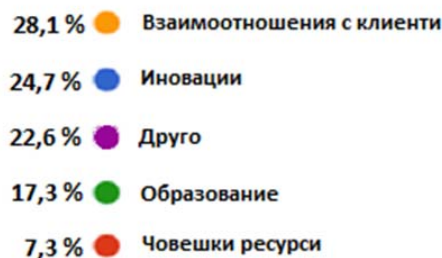 28,1 % Взаимоотношения с клиенти
24,7 % Иновации
22,6 % Друго
17,3 % Образование
7,3 % Човешки ресурси